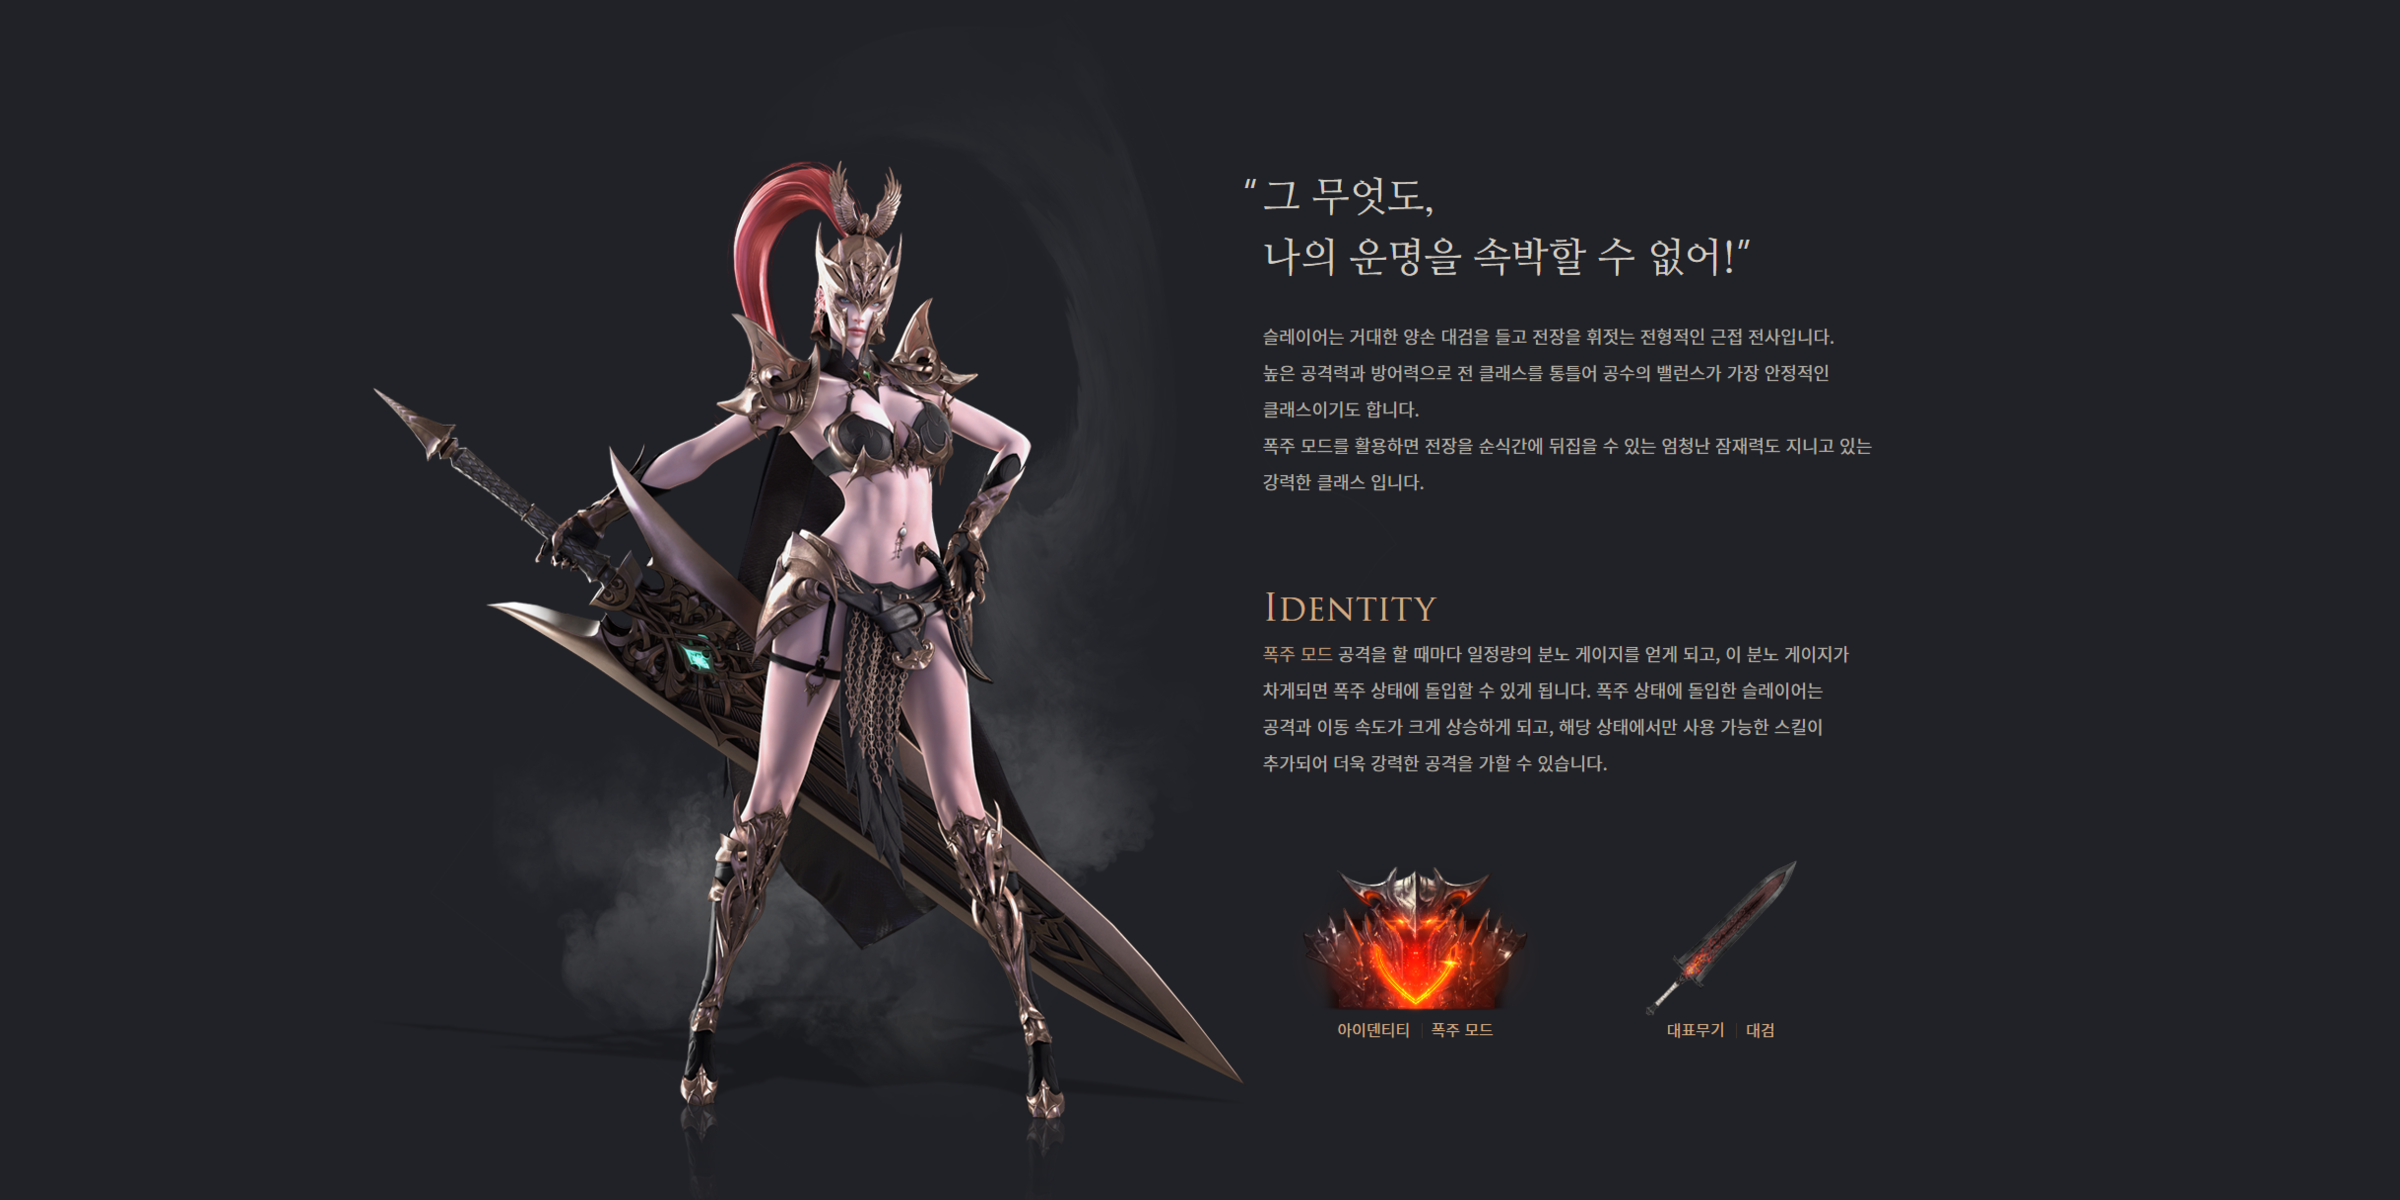 "그 무엇도,
나의 운명을 속박할 수 없어!"
슬레이어는 거대한 양손 대검을 들고 전장을 휘젓는 전형적인 근접 전사입니다.
높은 공격력과 방어력으로 전 클래스를 통틀어 공수의 밸런스가 가장 안정적인
클래스이기도 합니다.
폭주 모드를 활용하면 전장을 순식간에 뒤집을 수 있는 엄청난 잠재력도 지니고 있는
강력한 클래스 입니다.
IDENTITY
폭주 모드 공격을 할 때마다 일정량의 분노 게이지를 얻게 되고, 이 분노 게이지가
차게되면 폭주 상태에 돌입할 수 있게 됩니다. 폭주 상태에 돌입한 슬레이어는
공격과 이동 속도가 크게 상승하게 되고, 해당 상태에서만 사용 가능한 스킬이
추가되어 더욱 강력한 공격을 가할 수 있습니다.
아이덴티티 | 폭주 모드
대표무기 | 대검